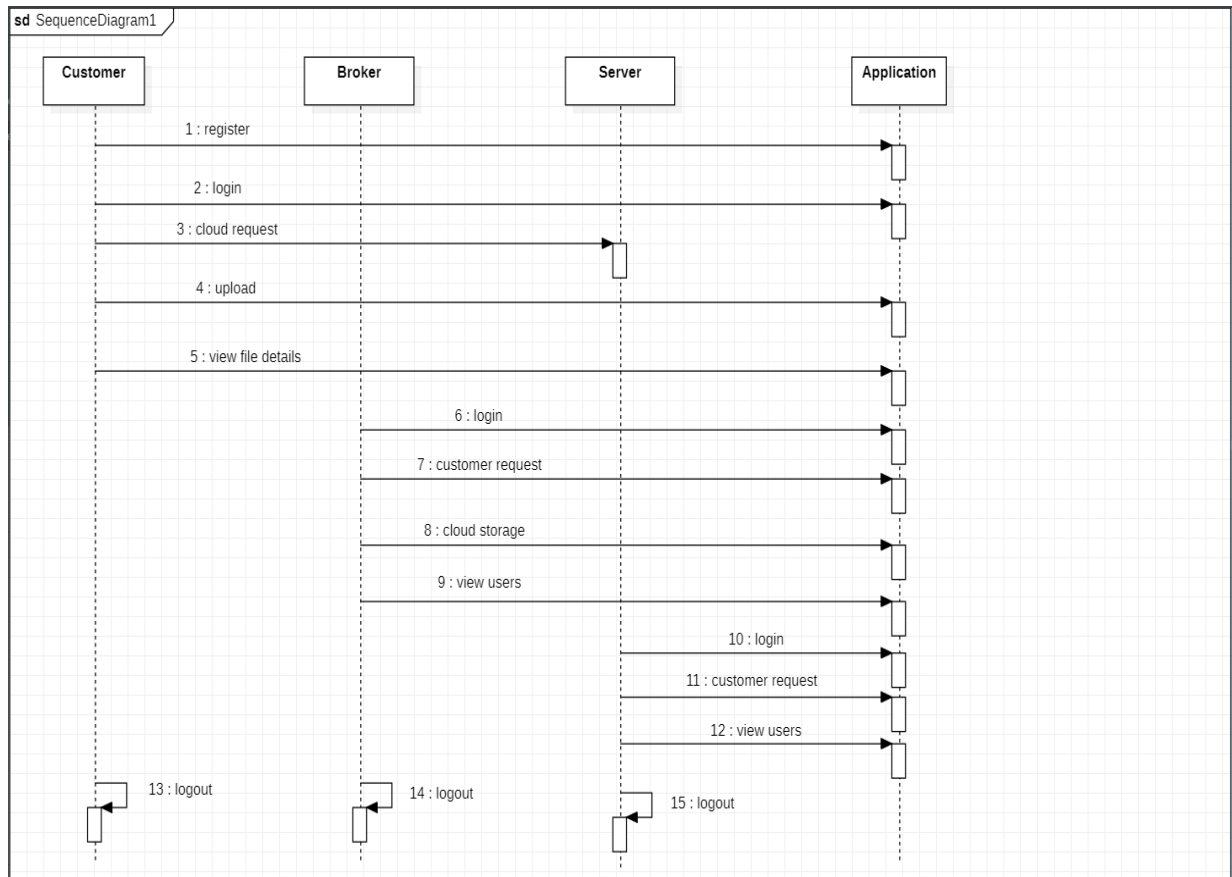 sd SequenceDiagram1
Customer
Broker
Server
Application
1 : register
2 : login
3 : cloud request
4 : upload
5 : view file details
6 : login
7 : customer request
8 : cloud storage
9 : view users
10 : login
11 : customer request
12 : view users
13 : logout
14 : logout
15 : logout